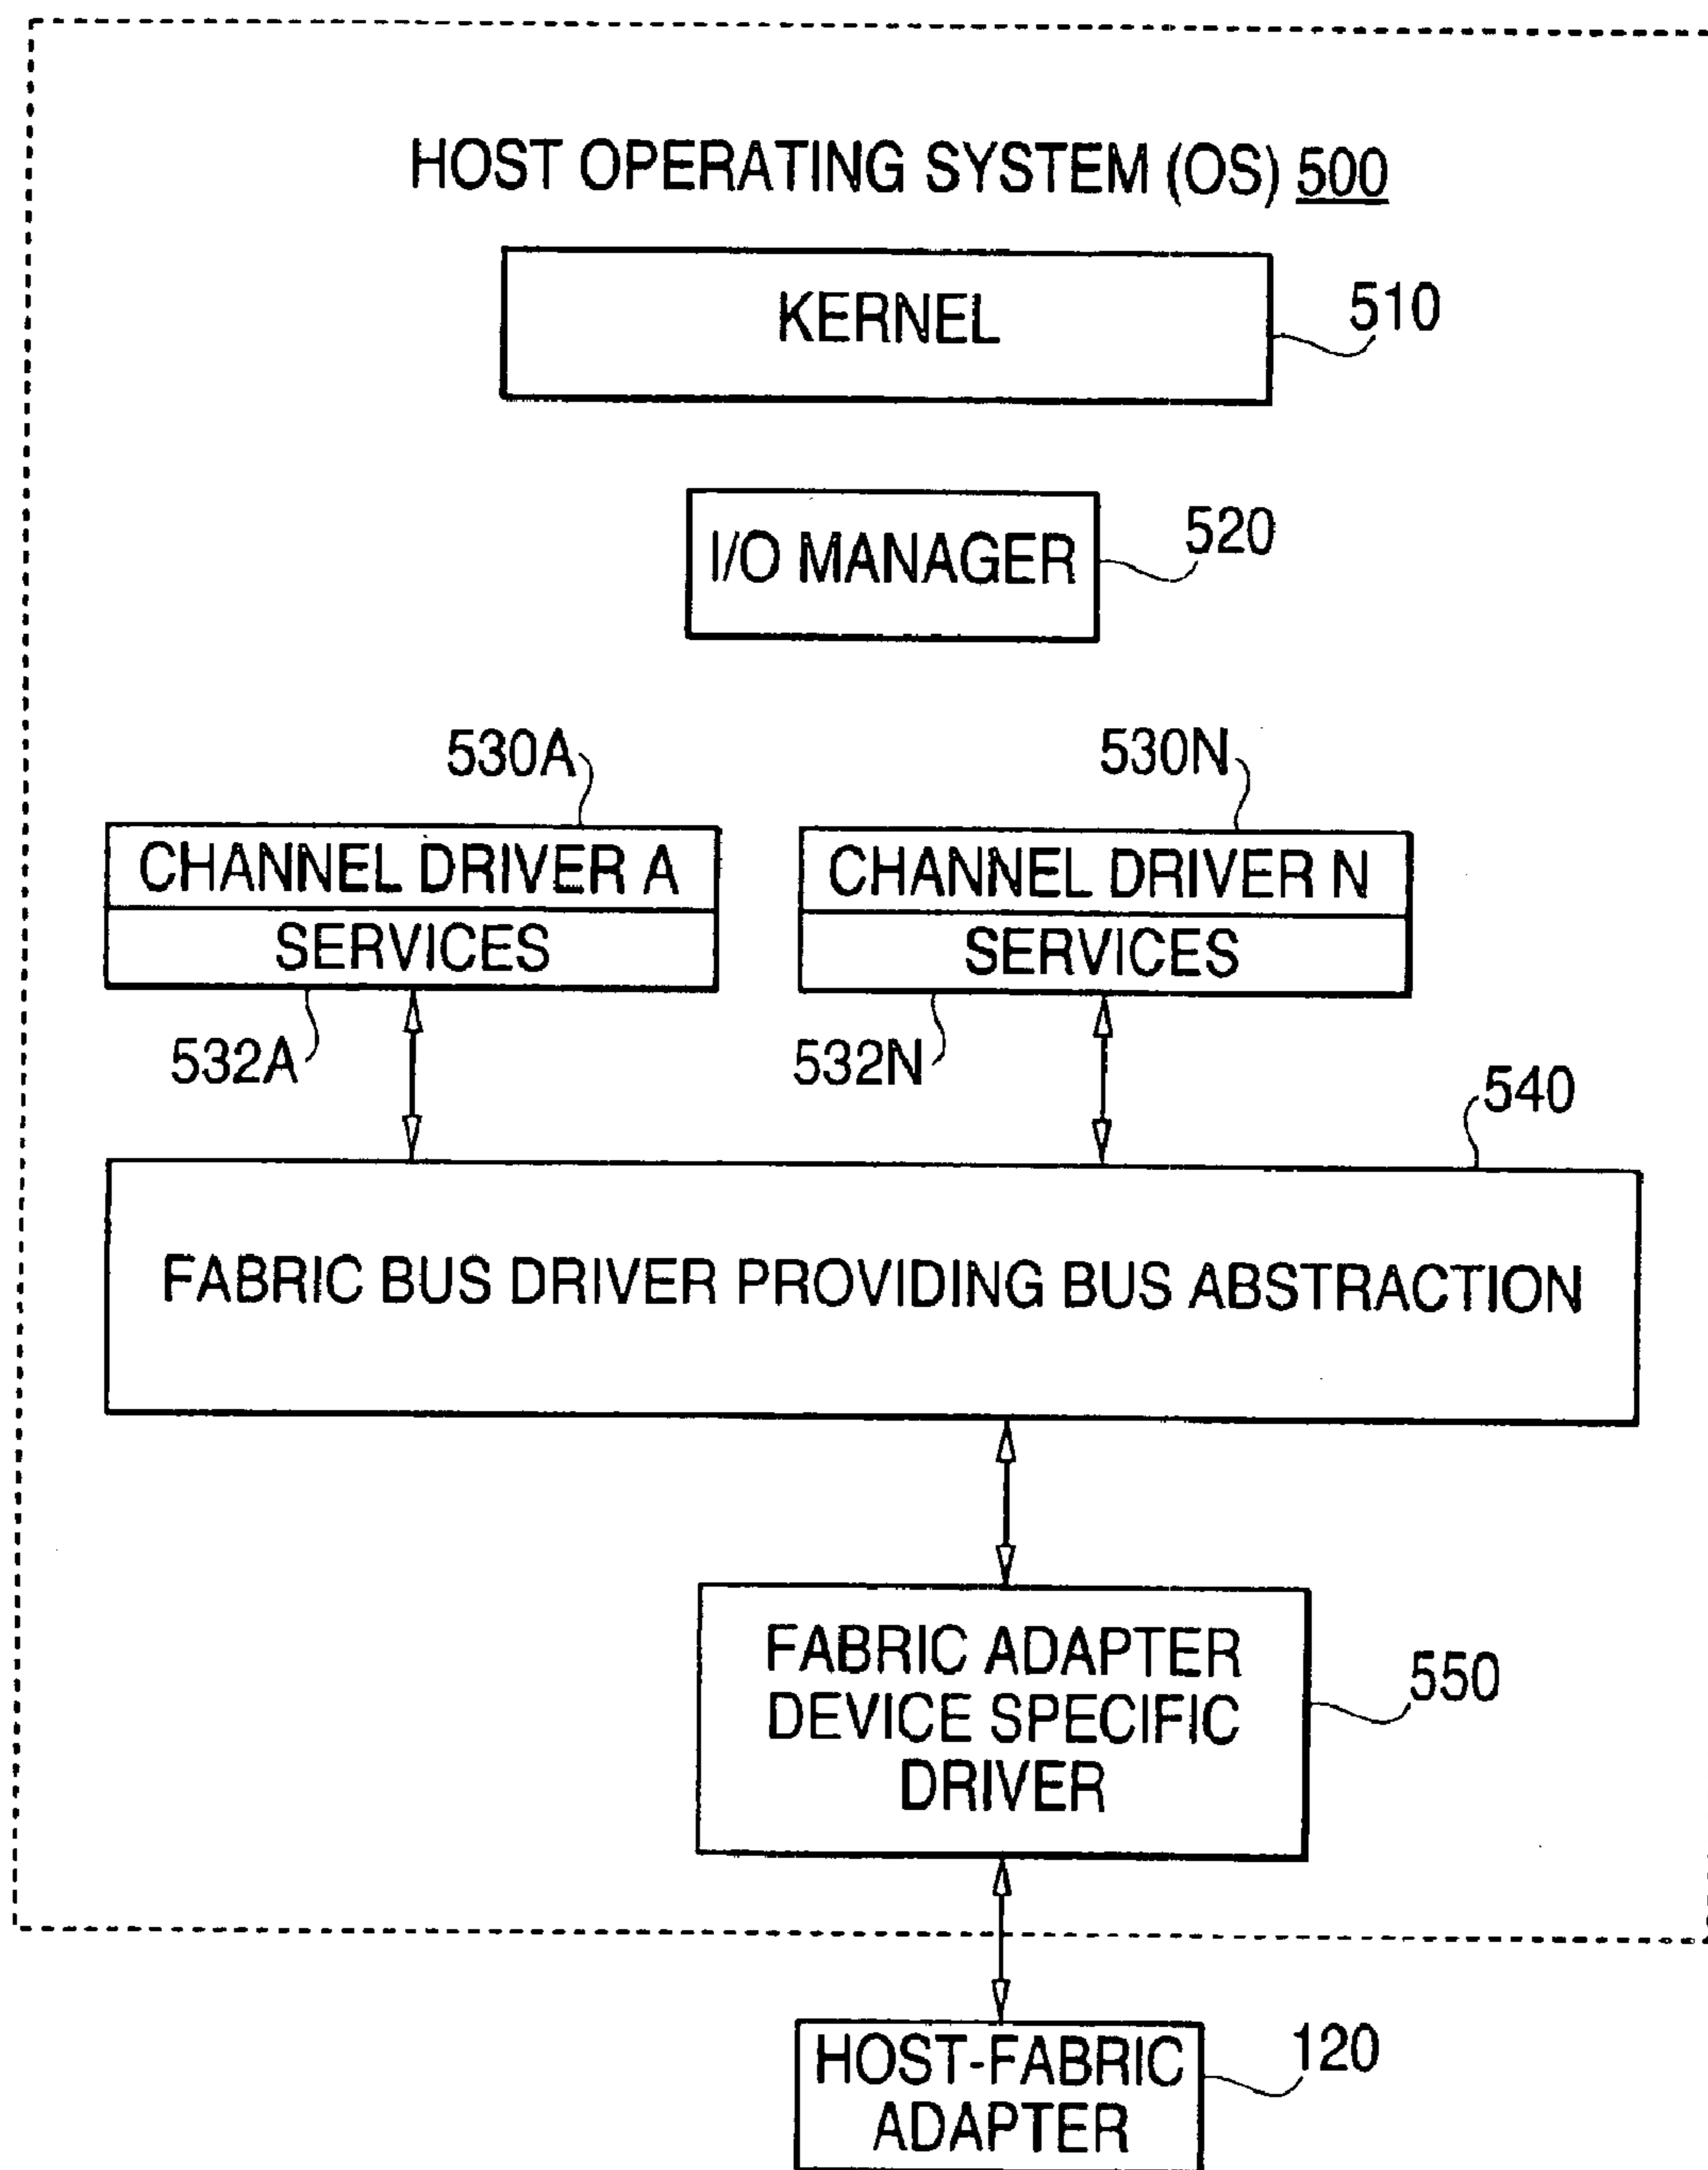 HOST OPERATING SYSTEM (OS) 500
KERNEL
510
I/O MANAGER
520
530A
530N
CHANNEL DRIVER A
SERVICES
CHANNEL DRIVER N
SERVICES
532A
532N
540
FABRIC BUS DRIVER PROVIDING BUS ABSTRACTION
FABRIC ADAPTER
DEVICE SPECIFIC
DRIVER
550
HOST-FABRIC
ADAPTER
120